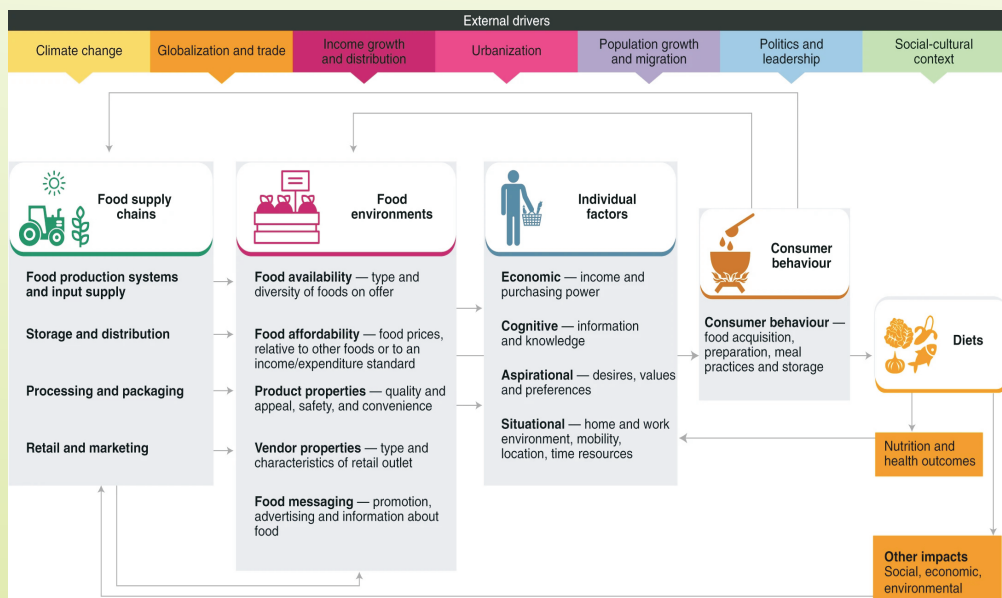 External drivers
Climate change
Globalization and trade
Income growth
and distribution
Urbanization
Population growth
and migration
Politics and
leadership
Social-cultural
context
Food supply
chains
Food production systems
and input supply
Storage and distribution
Processing and packaging
Retail and marketing
Food
environments
Food availability — type and
diversity of foods on offer
Food affordability — food prices,
relative to other foods or to an
income/expenditure standard
Product properties — quality and
appeal, safety, and convenience
Vendor properties — type and
characteristics of retail outlet
Food messaging — promotion,
advertising and information about
food
Individual
factors
Economic — income and
purchasing power
Cognitive — information
and knowledge
Aspirational — desires, values
and preferences
Situational — home and work
environment, mobility,
location, time resources
Consumer
behaviour
Consumer behaviour —
food acquisition,
preparation, meal
practices and storage
Diets
Nutrition and
health outcomes
Other impacts
Social, economic,
environmental